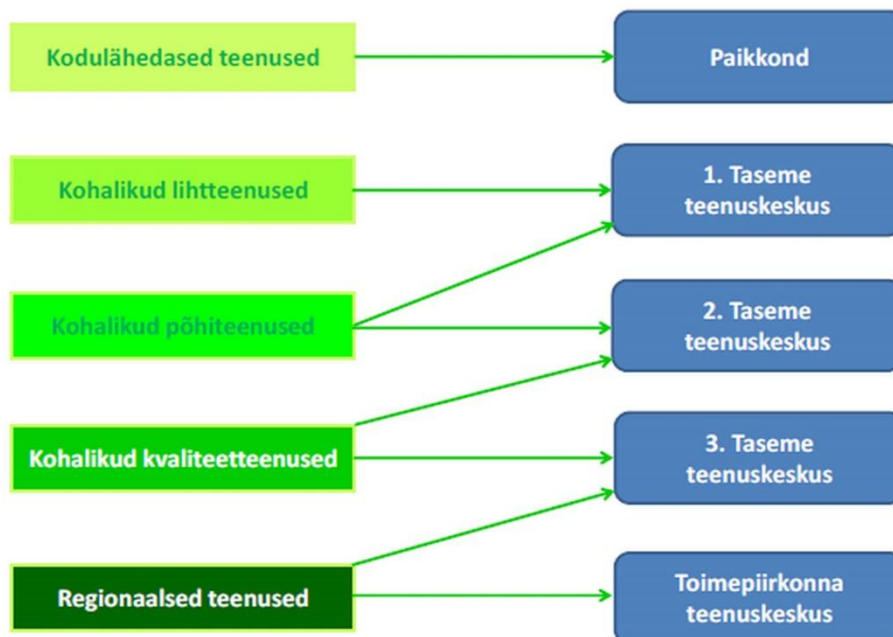 Kodulähedased teenused
Paikkond
Kohalikud lihtteenused
1. Taseme
teenuskeskus
Kohalikud põhiteenused
2. Taseme
teenuskeskus
Kohalikud kvaliteetteenused
3. Taseme
teenuskeskus
Regionaalsed teenused
Toimepiirkonna
teenuskeskus